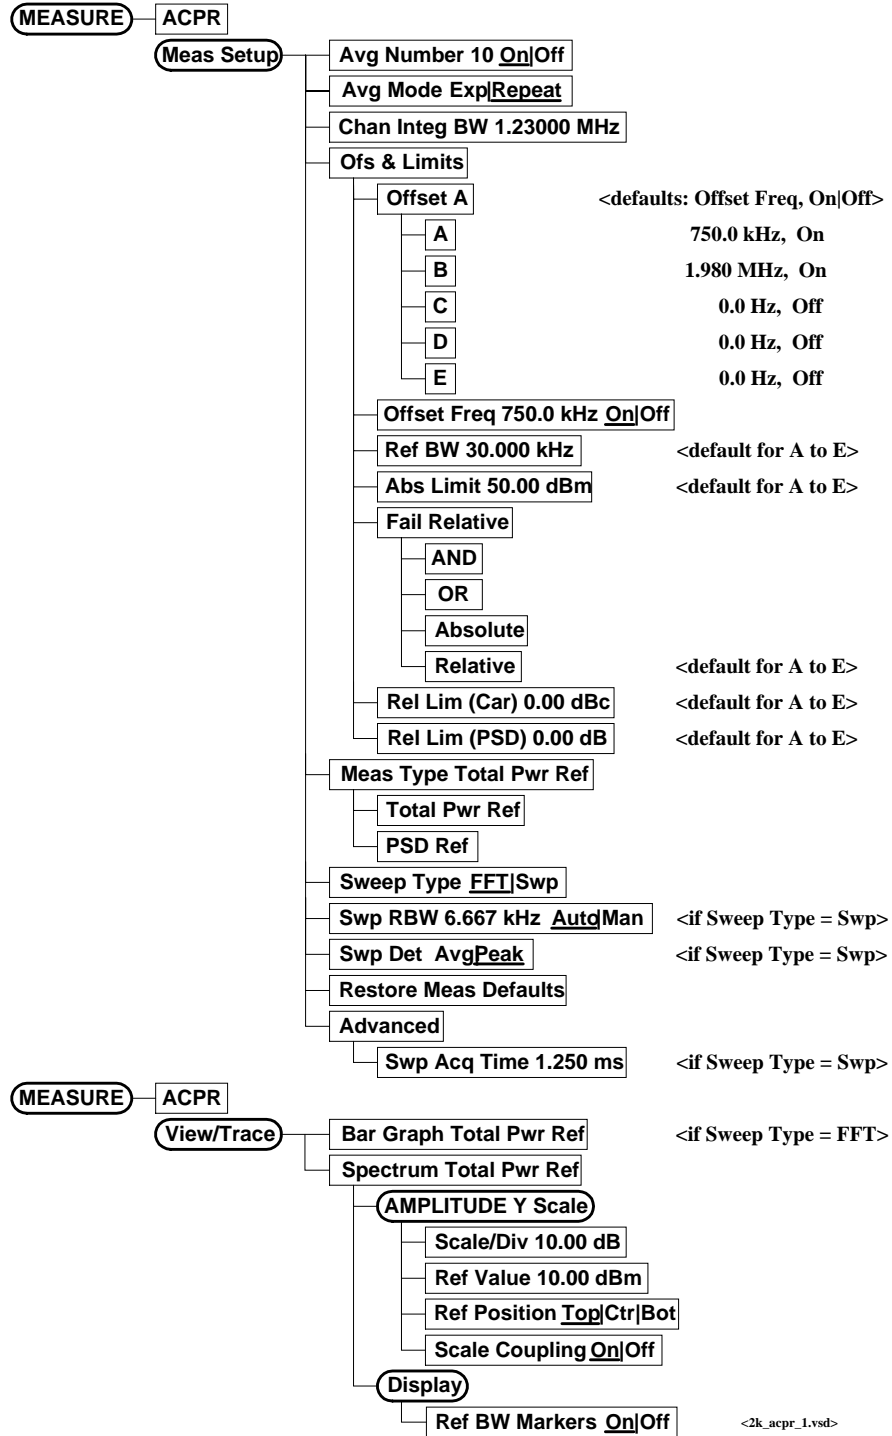 MEASURE ACPR
Meas Setup Avg Number 10 On|Off
Avg Mode Exp|Repeat
Chan Integ BW 1.23000 MHz
Ofs & Limits
Offset A <defaults: Offset Freq, On|Off>
A 750.0 kHz, On
B 1.980 MHz, On
C 0.0 Hz, Off
D 0.0 Hz, Off
E 0.0 Hz, Off
Offset Freq 750.0 kHz On|Off
Ref BW 30.000 kHz <default for A to E>
Abs Limit 50.00 dBm <default for A to E>
Fail Relative
AND
OR
Absolute
Relative <default for A to E>
Rel Lim (Car) 0.00 dBc <default for A to E>
Rel Lim (PSD) 0.00 dB <default for A to E>
Meas Type Total Pwr Ref
Total Pwr Ref
PSD Ref
Sweep Type FFT|Swp
Swp RBW 6.667 kHz Auto|Man <if Sweep Type = Swp>
Swp Det Avg|Peak <if Sweep Type = Swp>
Restore Meas Defaults
Advanced
Swp Acq Time 1.250 ms <if Sweep Type = Swp>
MEASURE ACPR
View/Trace Bar Graph Total Pwr Ref <if Sweep Type = FFT>
Spectrum Total Pwr Ref
AMPLITUDE Y Scale
Scale/Div 10.00 dB
Ref Value 10.00 dBm
Ref Position Top|Ctr|Bot
Scale Coupling On|Off
Display
Ref BW Markers On|Off <2k_acpr_1.vsd>